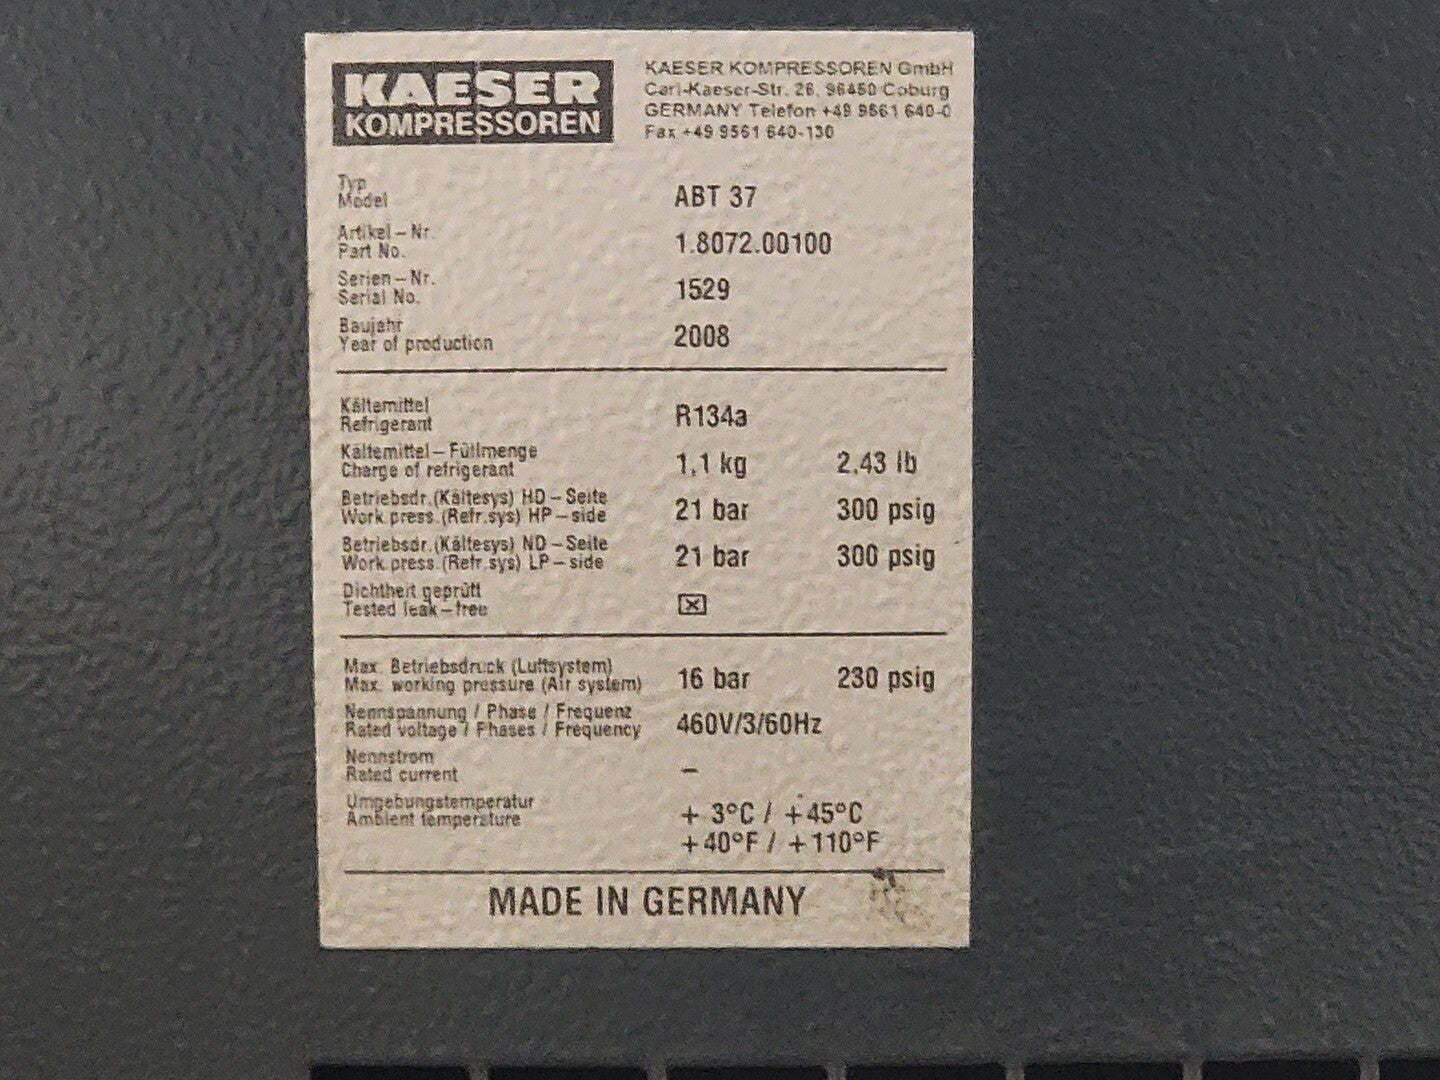 KAESER
KOMPRESSOREN
KAESER KOMPRESSOREN GmbH
Carl-Kaeser-Str. 26, 96450 Coburg
GERMANY Telefon +49 9561 640-0
Fax +49 9561 640-130
Typ
Model ABT 37
Artikel-Nr.
Part No. 1.8072.00100
Serien-Nr.
Serial No. 1529
Baujahr
Year of production 2008
Kältemittel
Refrigerant R134a
Kältemittel-Füllmenge
Charge of refrigerant 1,1 kg 2,43 lb
Betriebsdr.(Kältesys) HD-Seite
Work.press.(Refr.sys) HP-side 21 bar 300 psig
Betriebsdr.(Kältesys) ND-Seite
Work.press.(Refr.sys) LP-side 21 bar 300 psig
Dichtheit geprüft
Tested leak-free ☒
Max. Betriebsdruck (Luftsystem)
Max. working pressure (Air system) 16 bar 230 psig
Nennspannung / Phase / Frequenz
Rated voltage / Phases / Frequency 460V/3/60Hz
Nennstrom
Rated current –
Umgebungstemperatur
Ambient temperature + 3°C / +45°C
+40°F / +110°F
MADE IN GERMANY